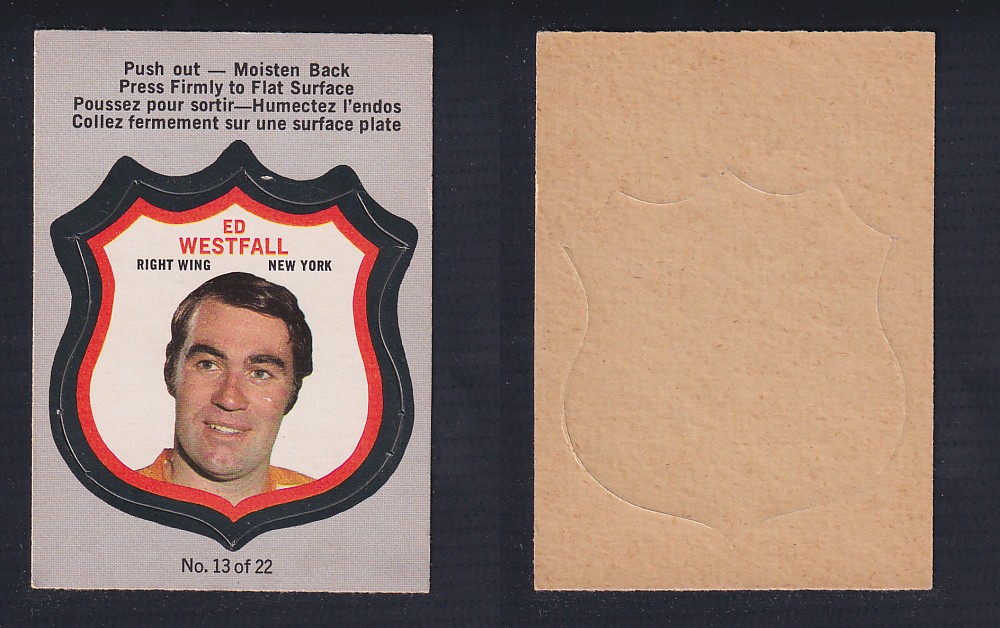 Push out — Moisten Back
Press Firmly to Flat Surface
Poussez pour sortir—Humectez l'endos
Collez fermement sur une surface plate
ED
WESTFALL
RIGHT WING NEW YORK
No. 13 of 22